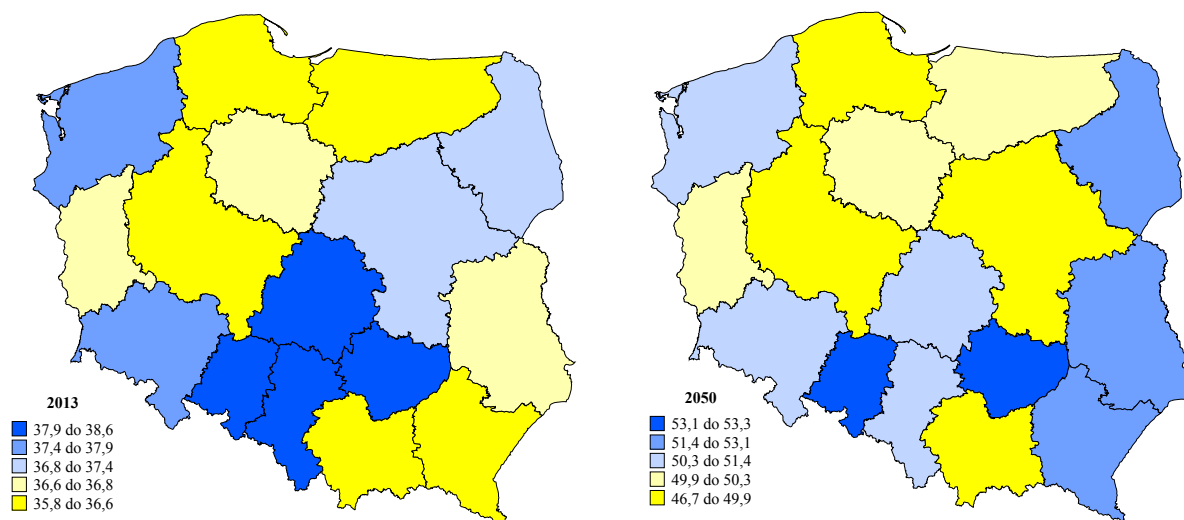 2013
37,9 do 38,6
37,4 do 37,9
36,8 do 37,4
36,6 do 36,8
35,8 do 36,6
2050
53,1 do 53,3
51,4 do 53,1
50,3 do 51,4
49,9 do 50,3
46,7 do 49,9